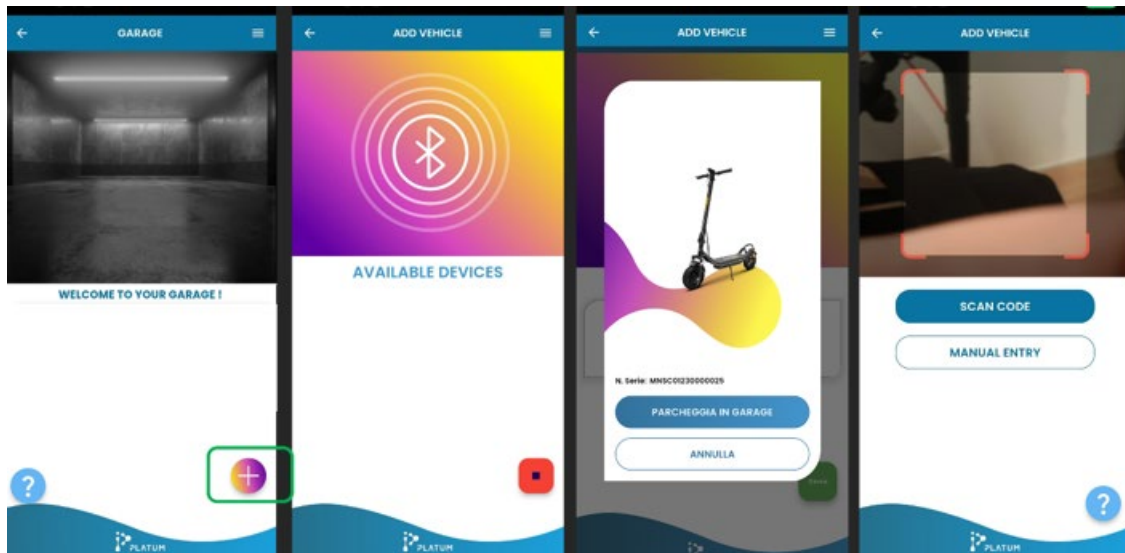 GARAGE
WELCOME TO YOUR GARAGE !
?
PLATUM
ADD VEHICLE
AVAILABLE DEVICES
PLATUM
ADD VEHICLE
N. Serie: MNSC01230000025
PARCHEGGIA IN GARAGE
ANNULLA
ADD VEHICLE
SCAN CODE
MANUAL ENTRY
?